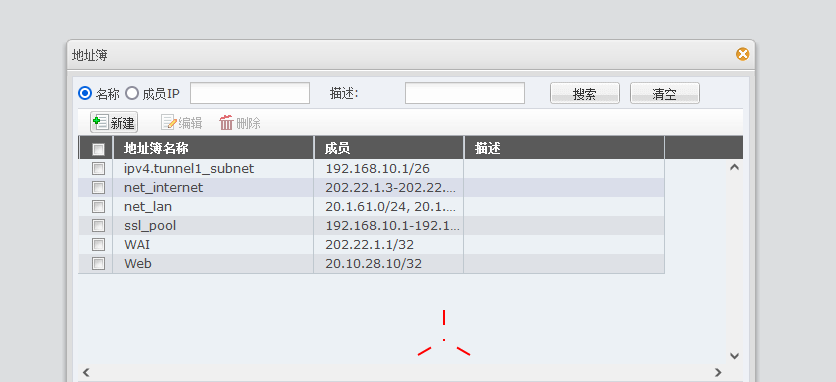 地址簿
名称 成员IP 描述: 搜索 清空
新建 编辑 删除
地址簿名称 成员 描述
ipv4.tunnel1_subnet 192.168.10.1/26
net_internet 202.22.1.3-202.22....
net_lan 20.1.61.0/24, 20.1....
ssl_pool 192.168.10.1-192.1...
WAI 202.22.1.1/32
Web 20.10.28.10/32